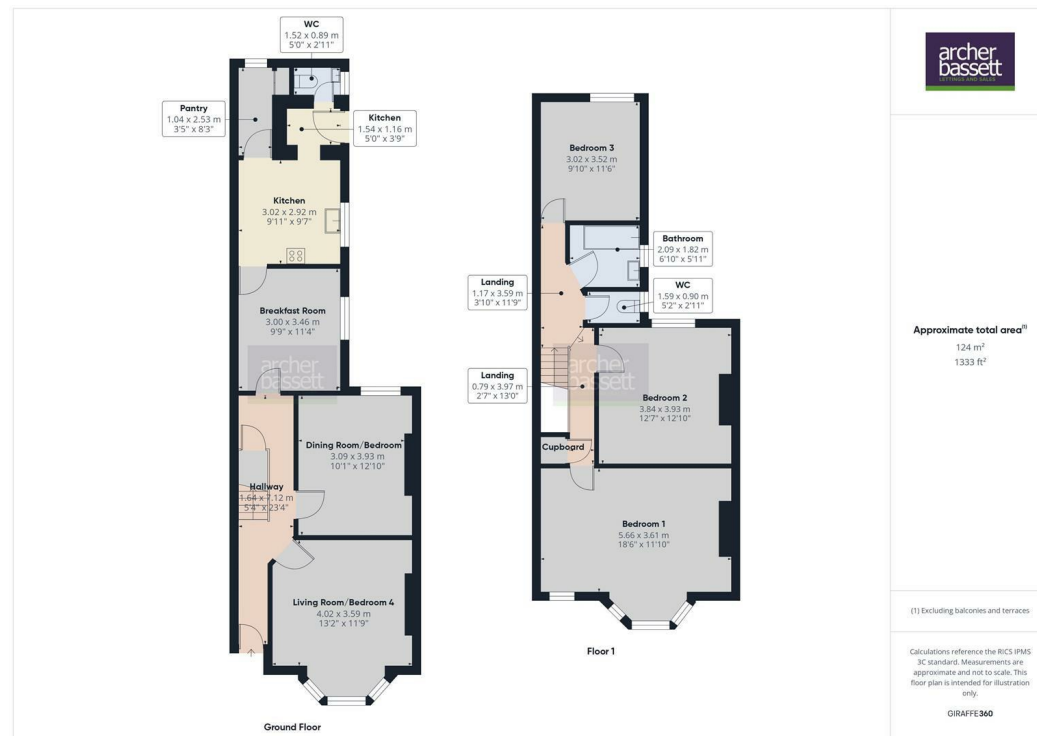 WC
1.52 x 0.89 m
5'0" x 2'11"
Pantry
1.04 x 2.53 m
3'5" x 8'3"
Kitchen
1.54 x 1.16 m
5'0" x 3'9"
Kitchen
3.02 x 2.92 m
9'11" x 9'7"
Breakfast Room
3.00 x 3.46 m
9'9" x 11'4"
archer
bassett
Dining Room/Bedroom
3.09 x 3.93 m
10'1" x 12'10"
Hallway
1.64 x 7.12 m
5'4" x 23'4"
Living Room/Bedroom 4
4.02 x 3.59 m
13'2" x 11'9"
Ground Floor
Bedroom 3
3.02 x 3.52 m
9'10" x 11'6"
Bathroom
2.09 x 1.82 m
6'10" x 5'11"
Landing
1.17 x 3.59 m
3'10" x 11'9"
WC
1.59 x 0.90 m
5'2" x 2'11"
Landing
0.79 x 3.97 m
2'7" x 13'0"
archer
bassett
Bedroom 2
3.84 x 3.93 m
12'7" x 12'10"
Cupboard
Bedroom 1
5.66 x 3.61 m
18'6" x 11'10"
Floor 1
archer
bassett
LETTINGS AND SALES
Approximate total area(1)
124 m²
1333 ft²
(1) Excluding balconies and terraces
Calculations reference the RICS IPMS
3C standard. Measurements are
approximate and not to scale. This
floor plan is intended for illustration
only.
GIRAFFE360